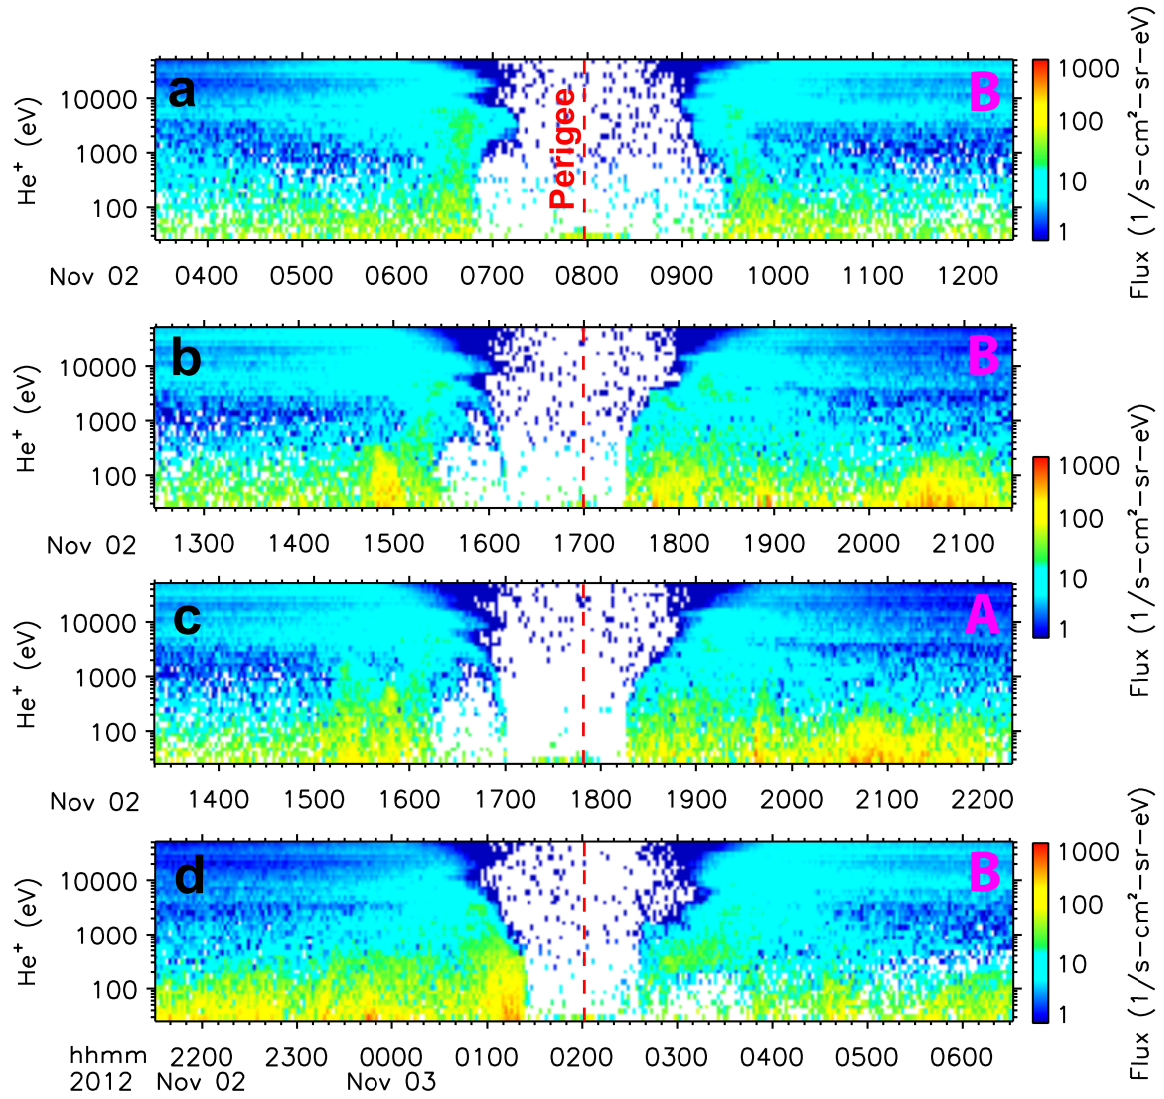 a
B
Perigee
He⁺ (eV)
10000
1000
100
Nov 02 0400 0500 0600 0700 0800 0900 1000 1100 1200
1000
100
10
1
Flux (1/s−cm²−sr−eV)
b
B
He⁺ (eV)
10000
1000
100
Nov 02 1300 1400 1500 1600 1700 1800 1900 2000 2100
1000
100
10
1
Flux (1/s−cm²−sr−eV)
c
A
He⁺ (eV)
10000
1000
100
Nov 02 1400 1500 1600 1700 1800 1900 2000 2100 2200
d
B
He⁺ (eV)
10000
1000
100
1000
100
10
1
Flux (1/s−cm²−sr−eV)
hhmm 2200 2300 0000 0100 0200 0300 0400 0500 0600
2012 Nov 02 Nov 03